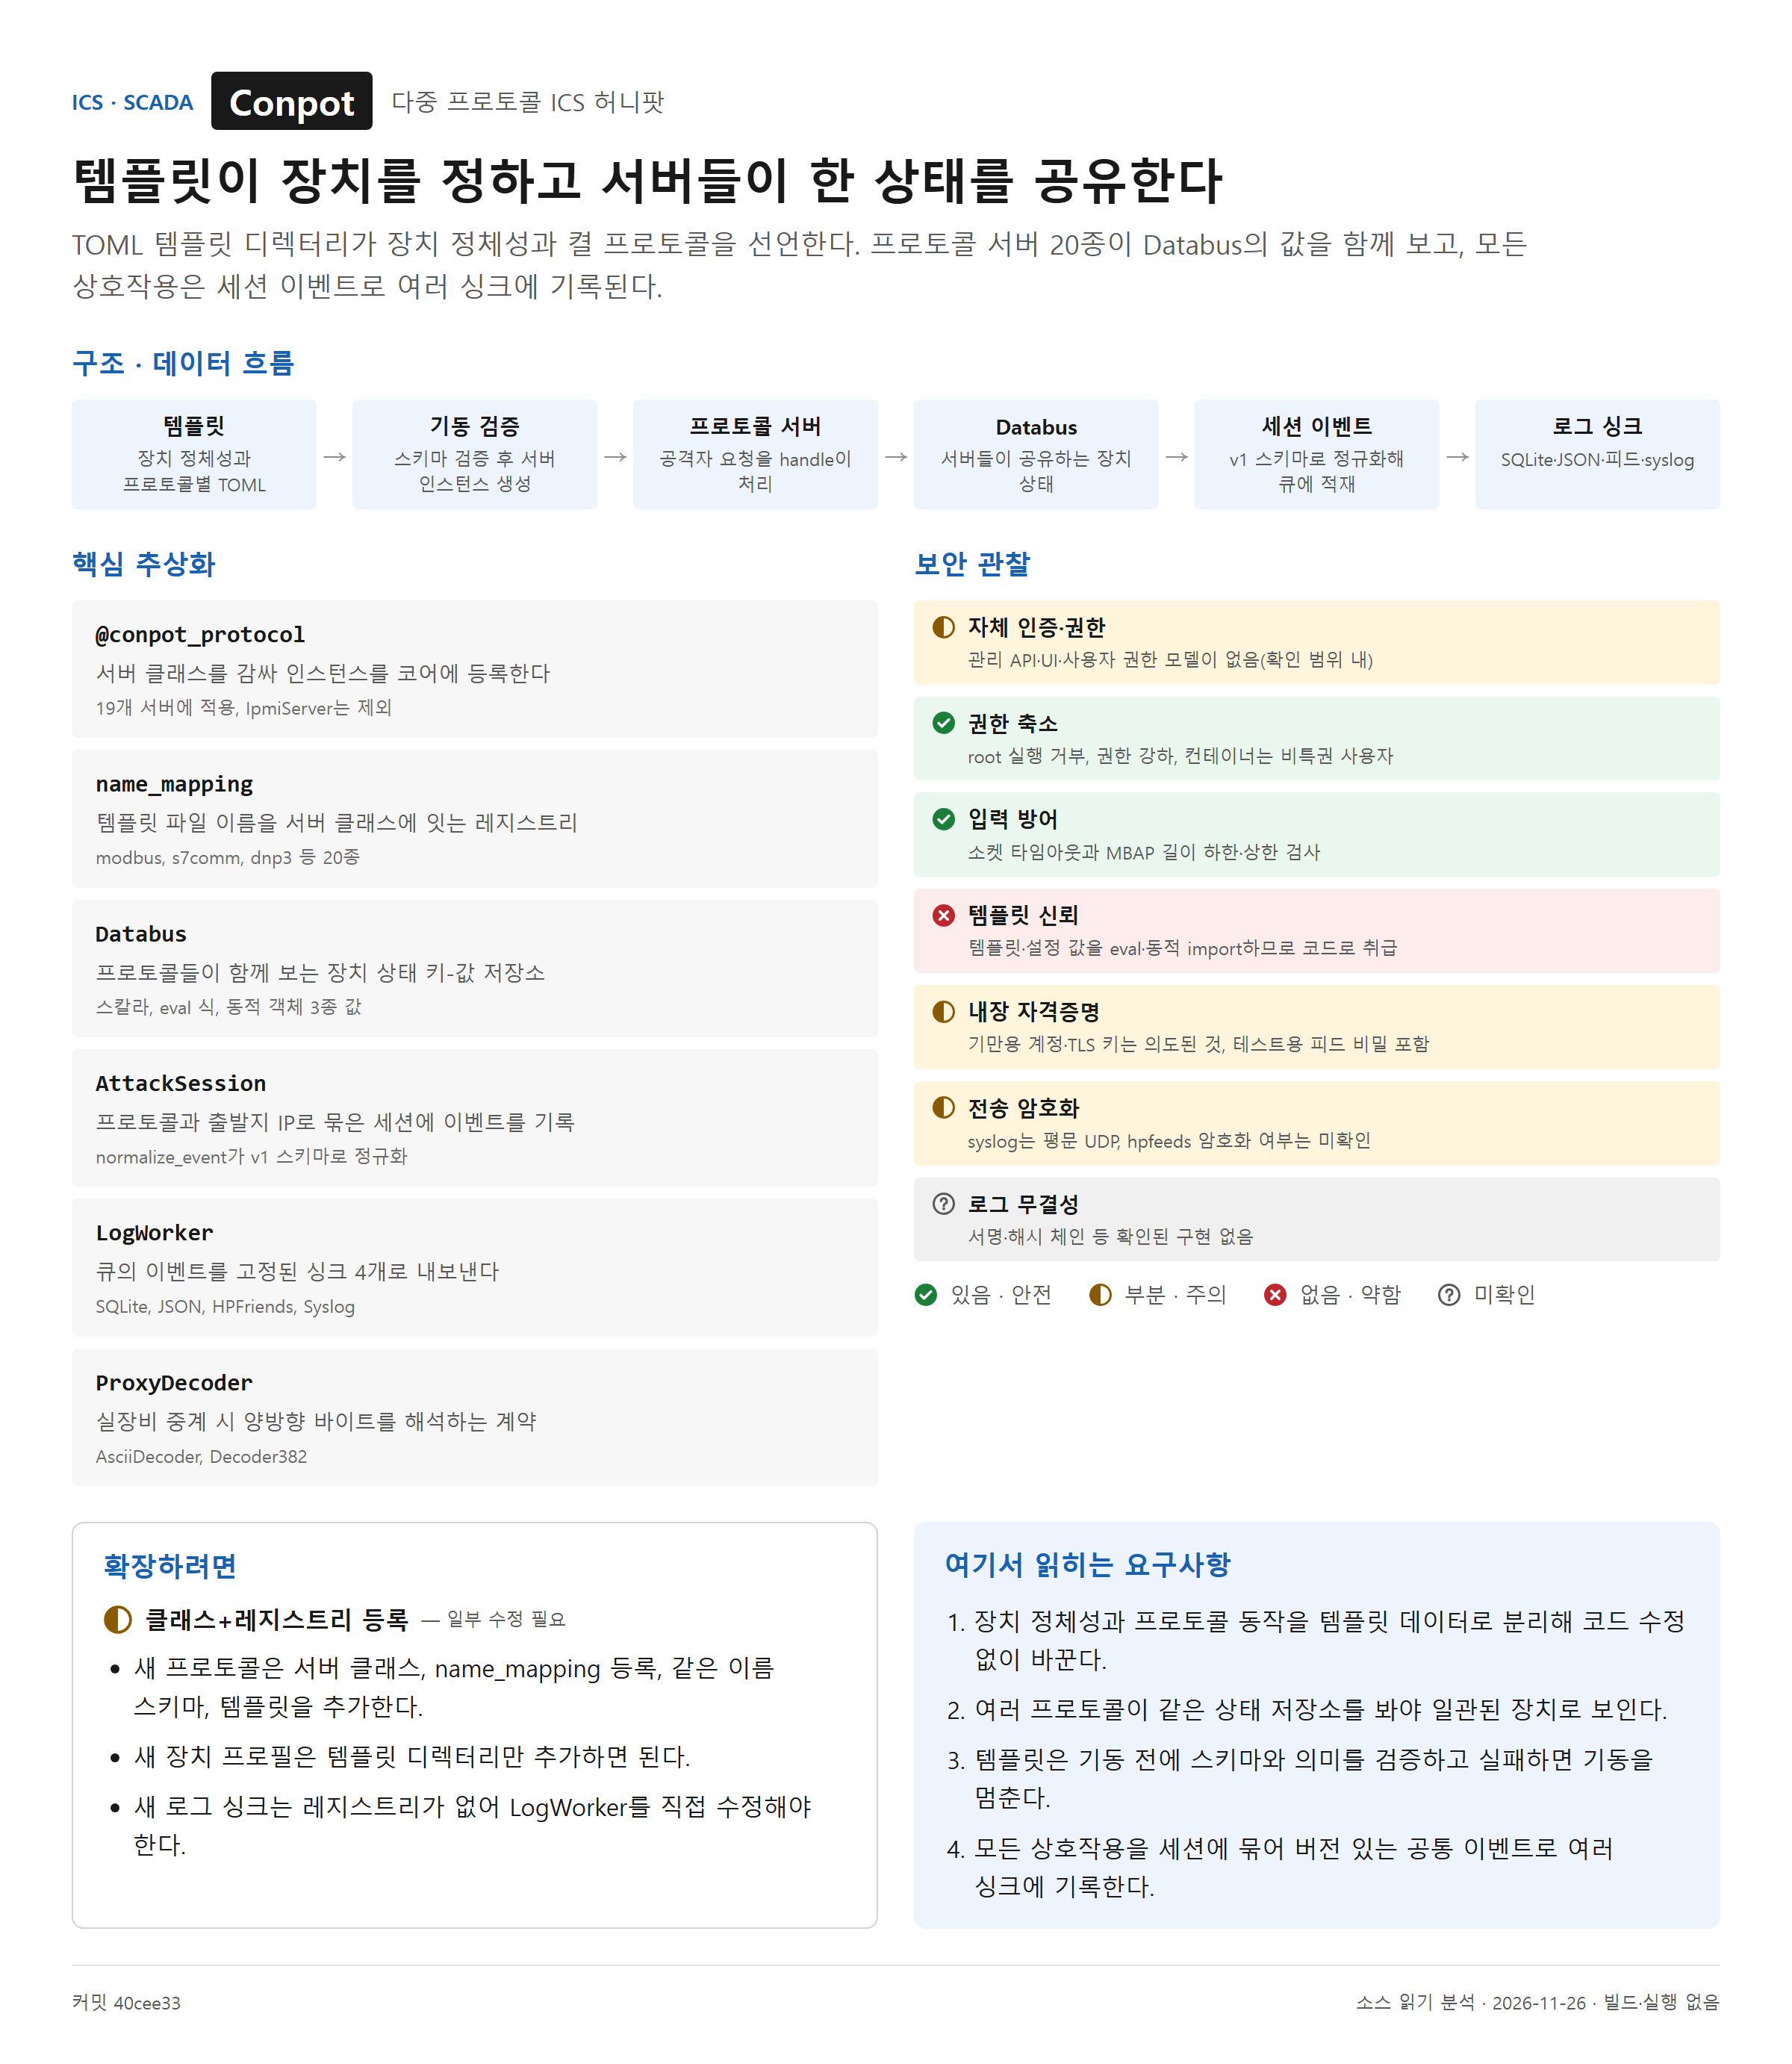 ICS · SCADA Conpot 다중 프로토콜 ICS 허니팟
템플릿이 장치를 정하고 서버들이 한 상태를 공유한다
TOML 템플릿 디렉터리가 장치 정체성과 켤 프로토콜을 선언한다. 프로토콜 서버 20종이 Databus의 값을 함께 보고, 모든
상호작용은 세션 이벤트로 여러 싱크에 기록된다.
구조 · 데이터 흐름
템플릿
장치 정체성과
프로토콜별 TOML
→
기동 검증
스키마 검증 후 서버
인스턴스 생성
→
프로토콜 서버
공격자 요청을 handle이
처리
→
Databus
서버들이 공유하는 장치
상태
→
세션 이벤트
v1 스키마로 정규화해
큐에 적재
→
로그 싱크
SQLite·JSON·피드·syslog
핵심 추상화
@conpot_protocol
서버 클래스를 감싸 인스턴스를 코어에 등록한다
19개 서버에 적용, IpmiServer는 제외
name_mapping
템플릿 파일 이름을 서버 클래스에 잇는 레지스트리
modbus, s7comm, dnp3 등 20종
Databus
프로토콜들이 함께 보는 장치 상태 키-값 저장소
스칼라, eval 식, 동적 객체 3종 값
AttackSession
프로토콜과 출발지 IP로 묶은 세션에 이벤트를 기록
normalize_event가 v1 스키마로 정규화
LogWorker
큐의 이벤트를 고정된 싱크 4개로 내보낸다
SQLite, JSON, HPFriends, Syslog
ProxyDecoder
실장비 중계 시 양방향 바이트를 해석하는 계약
AsciiDecoder, Decoder382
보안 관찰
자체 인증·권한
관리 API·UI·사용자 권한 모델이 없음(확인 범위 내)
권한 축소
root 실행 거부, 권한 강하, 컨테이너는 비특권 사용자
입력 방어
소켓 타임아웃과 MBAP 길이 하한·상한 검사
템플릿 신뢰
템플릿·설정 값을 eval·동적 import하므로 코드로 취급
내장 자격증명
기만용 계정·TLS 키는 의도된 것, 테스트용 피드 비밀 포함
전송 암호화
syslog는 평문 UDP, hpfeeds 암호화 여부는 미확인
로그 무결성
서명·해시 체인 등 확인된 구현 없음
있음 · 안전 부분 · 주의 없음 · 약함 미확인
확장하려면
클래스+레지스트리 등록 — 일부 수정 필요
• 새 프로토콜은 서버 클래스, name_mapping 등록, 같은 이름
스키마, 템플릿을 추가한다.
• 새 장치 프로필은 템플릿 디렉터리만 추가하면 된다.
• 새 로그 싱크는 레지스트리가 없어 LogWorker를 직접 수정해야
한다.
여기서 읽히는 요구사항
1. 장치 정체성과 프로토콜 동작을 템플릿 데이터로 분리해 코드 수정
없이 바꾼다.
2. 여러 프로토콜이 같은 상태 저장소를 봐야 일관된 장치로 보인다.
3. 템플릿은 기동 전에 스키마와 의미를 검증하고 실패하면 기동을
멈춘다.
4. 모든 상호작용을 세션에 묶어 버전 있는 공통 이벤트로 여러
싱크에 기록한다.
커밋 40cee33
소스 읽기 분석 · 2026-11-26 · 빌드·실행 없음